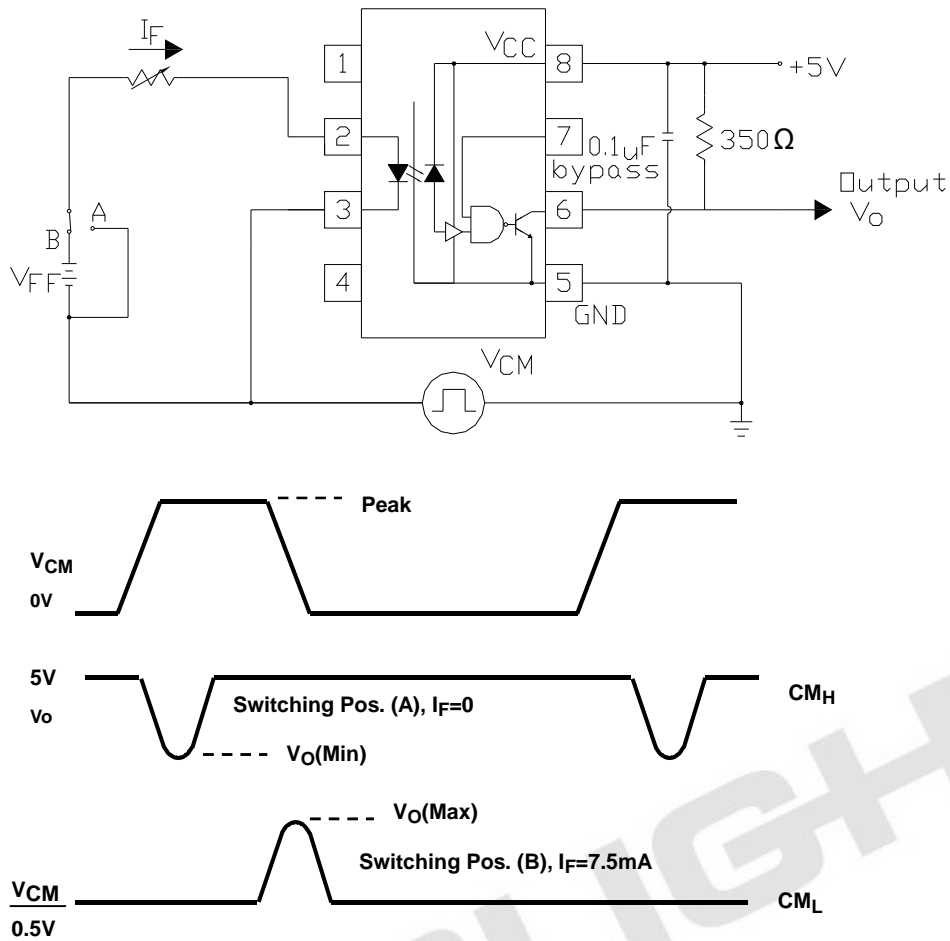 IF
1
VCC
8
+5V
2
7
0.1uF
bypass
350Ω
A
B
3
6
Output
VO
VFF
4
5
GND
VCM
Peak
VCM
0V
5V
Vo
Switching Pos. (A), IF=0
CMH
VO(Min)
VO(Max)
Switching Pos. (B), IF=7.5mA
VCM
0.5V
CML